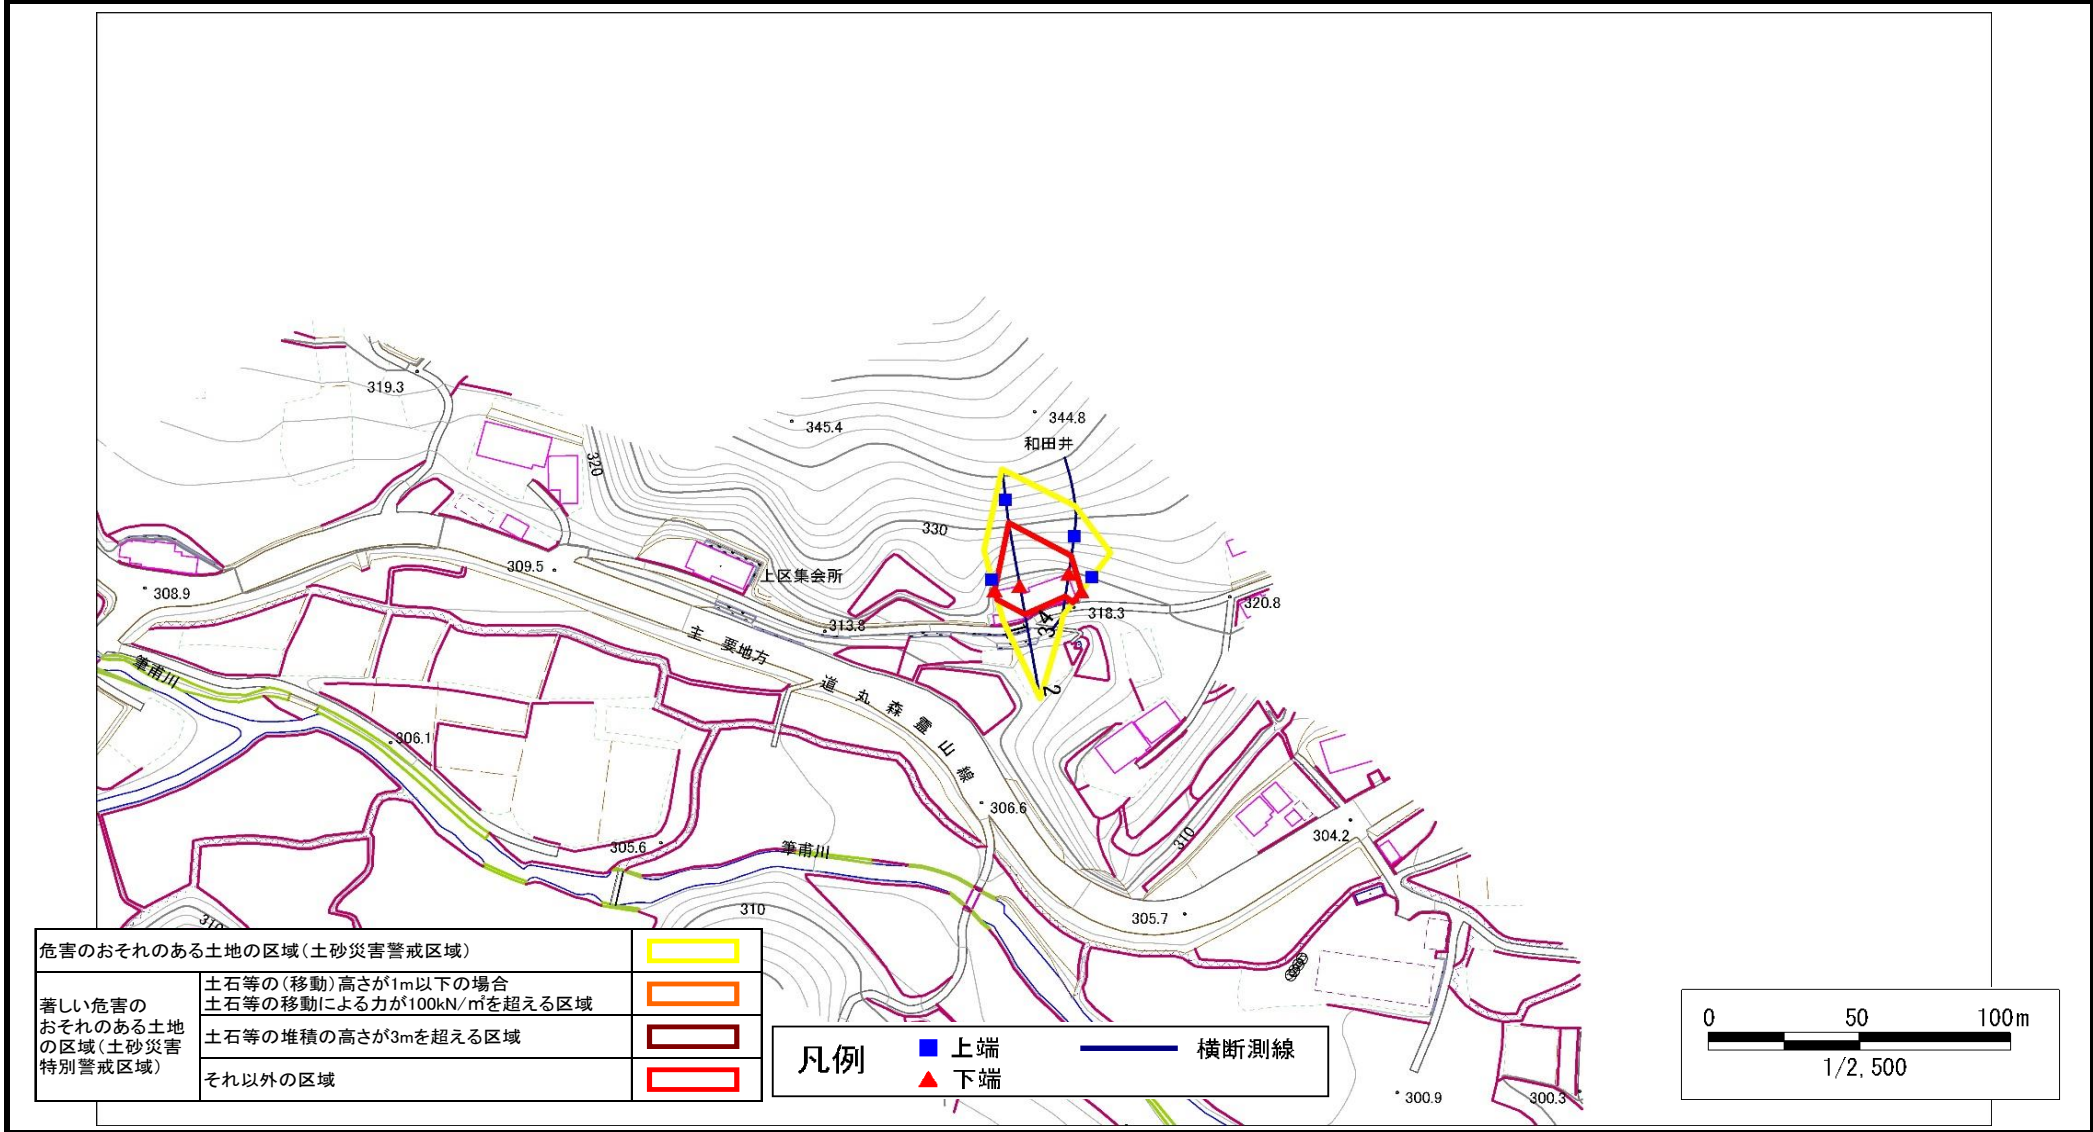 319.3
345.4
344.8
和田井
320
330
309.5
上区集会所
308.9
318.3
320.8
313.8
3
4
2
主要地方
道丸森霊山線
筆甫川
306.1
306.6
305.6
筆甫川
304.2
310
310
305.7
310
300.9
300.3
危害のおそれのある土地の区域(土砂災害警戒区域)
著しい危害の
おそれのある土地
の区域(土砂災害
特別警戒区域)
土石等の(移動)高さが1m以下の場合
土石等の移動による力が100kN/㎡を超える区域
土石等の堆積の高さが3mを超える区域
それ以外の区域
凡例
上端
下端
横断測線
0 50 100m
1/2,500